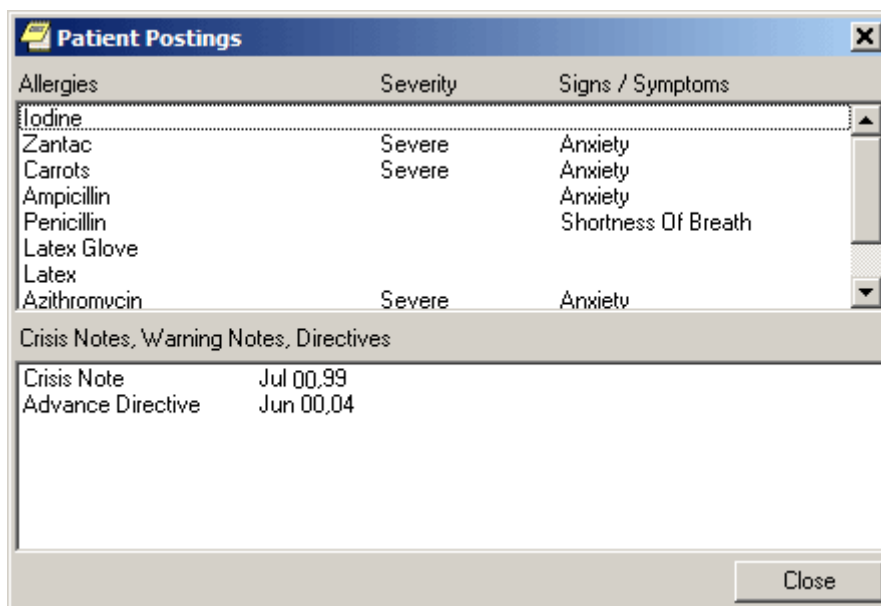 Patient Postings
Allergies Severity Signs / Symptoms
Iodine
Zantac Severe Anxiety
Carrots Severe Anxiety
Ampicillin Anxiety
Penicillin Shortness Of Breath
Latex Glove
Latex
Azithromycin Severe Anxiety
Crisis Notes, Warning Notes, Directives
Crisis Note Jul 00,99
Advance Directive Jun 00,04
Close